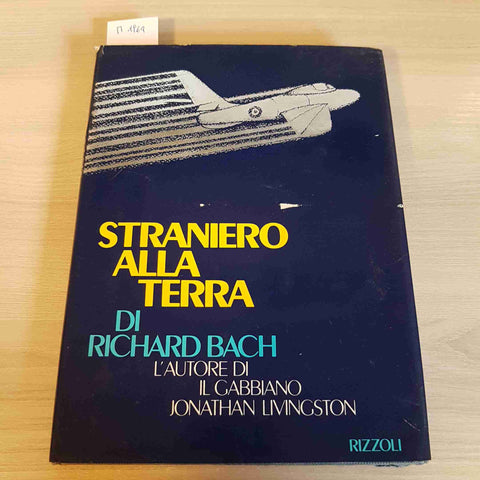 STRANIERO
ALLA
TERRA
DI
RICHARD BACH
L'AUTORE DI
IL GABBIANO
JONATHAN LIVINGSTON
RIZZOLI